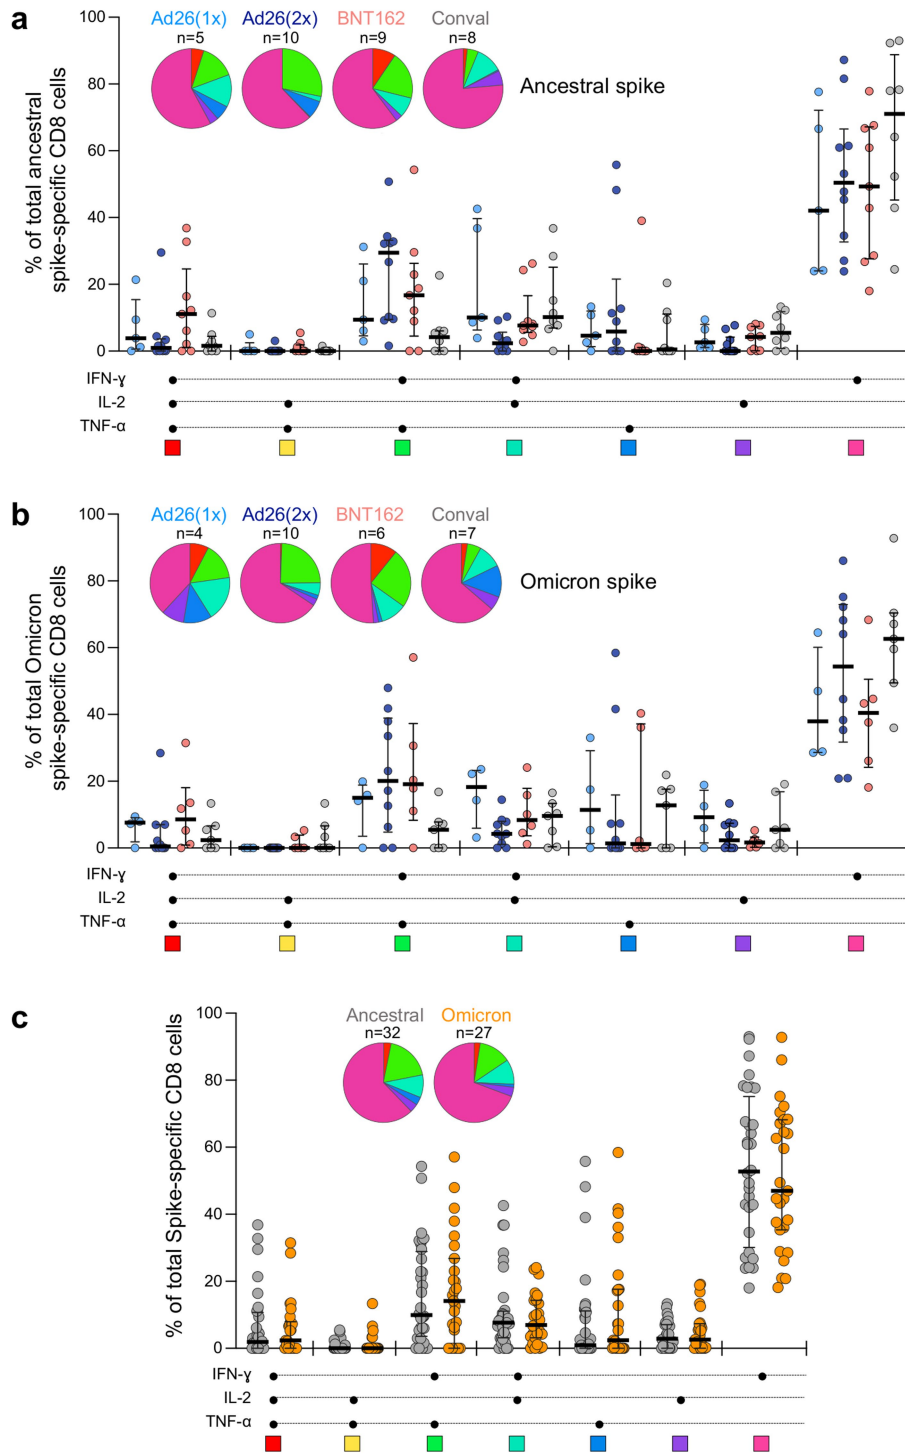 a
Ad26(1x) Ad26(2x) BNT162 Conval
n=5 n=10 n=9 n=8
Ancestral spike
% of total ancestral
spike-specific CD8 cells
100
80
60
40
20
0
IFN-ɣ
IL-2
TNF-α
b
Ad26(1x) Ad26(2x) BNT162 Conval
n=4 n=10 n=6 n=7
Omicron spike
% of total Omicron
spike-specific CD8 cells
100
80
60
40
20
0
IFN-ɣ
IL-2
TNF-α
c
Ancestral Omicron
n=32 n=27
% of total Spike-specific CD8 cells
100
80
60
40
20
0
IFN-ɣ
IL-2
TNF-α